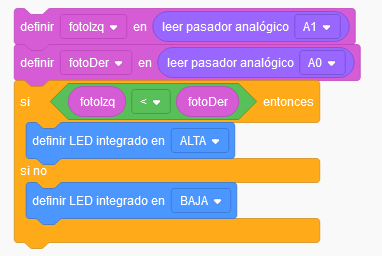 definir fotoIzq en leer pasador analógico A1
definir fotoDer en leer pasador analógico A0
si fotoIzq < fotoDer entonces
definir LED integrado en ALTA
si no
definir LED integrado en BAJA